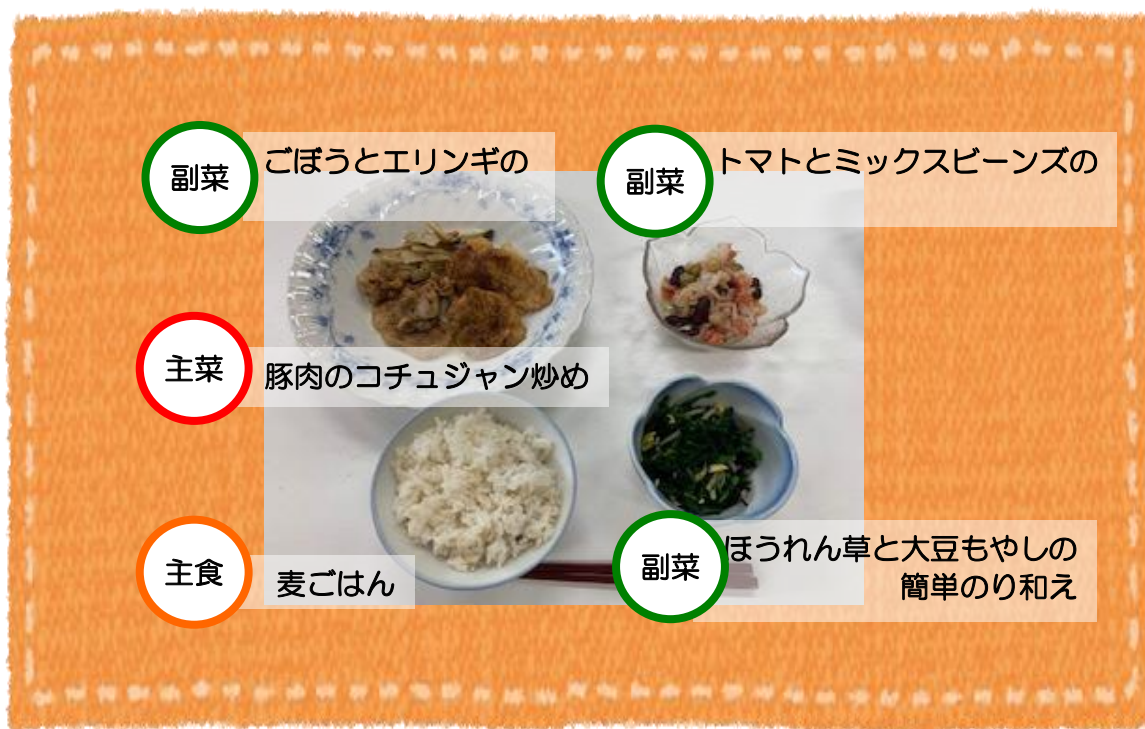 副菜
ごぼうとエリンギの
副菜
トマトとミックスビーンズの
主菜
豚肉のコチュジャン炒め
主食
麦ごはん
副菜
ほうれん草と大豆もやしの
簡単のり和え